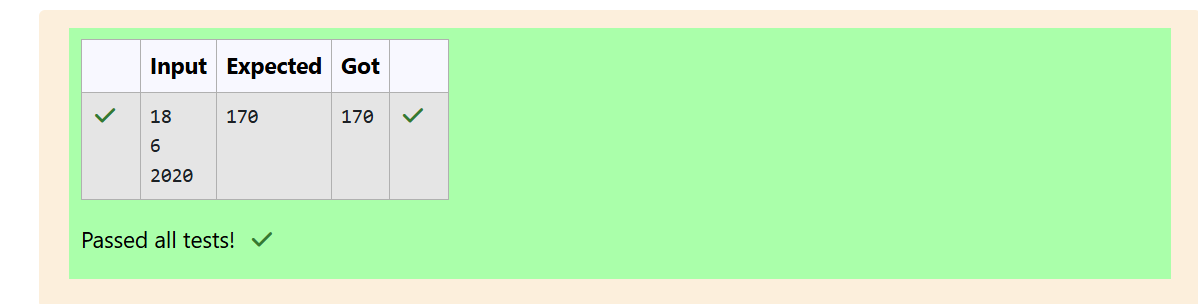 Input Expected Got
18 170 170
6
2020
Passed all tests!